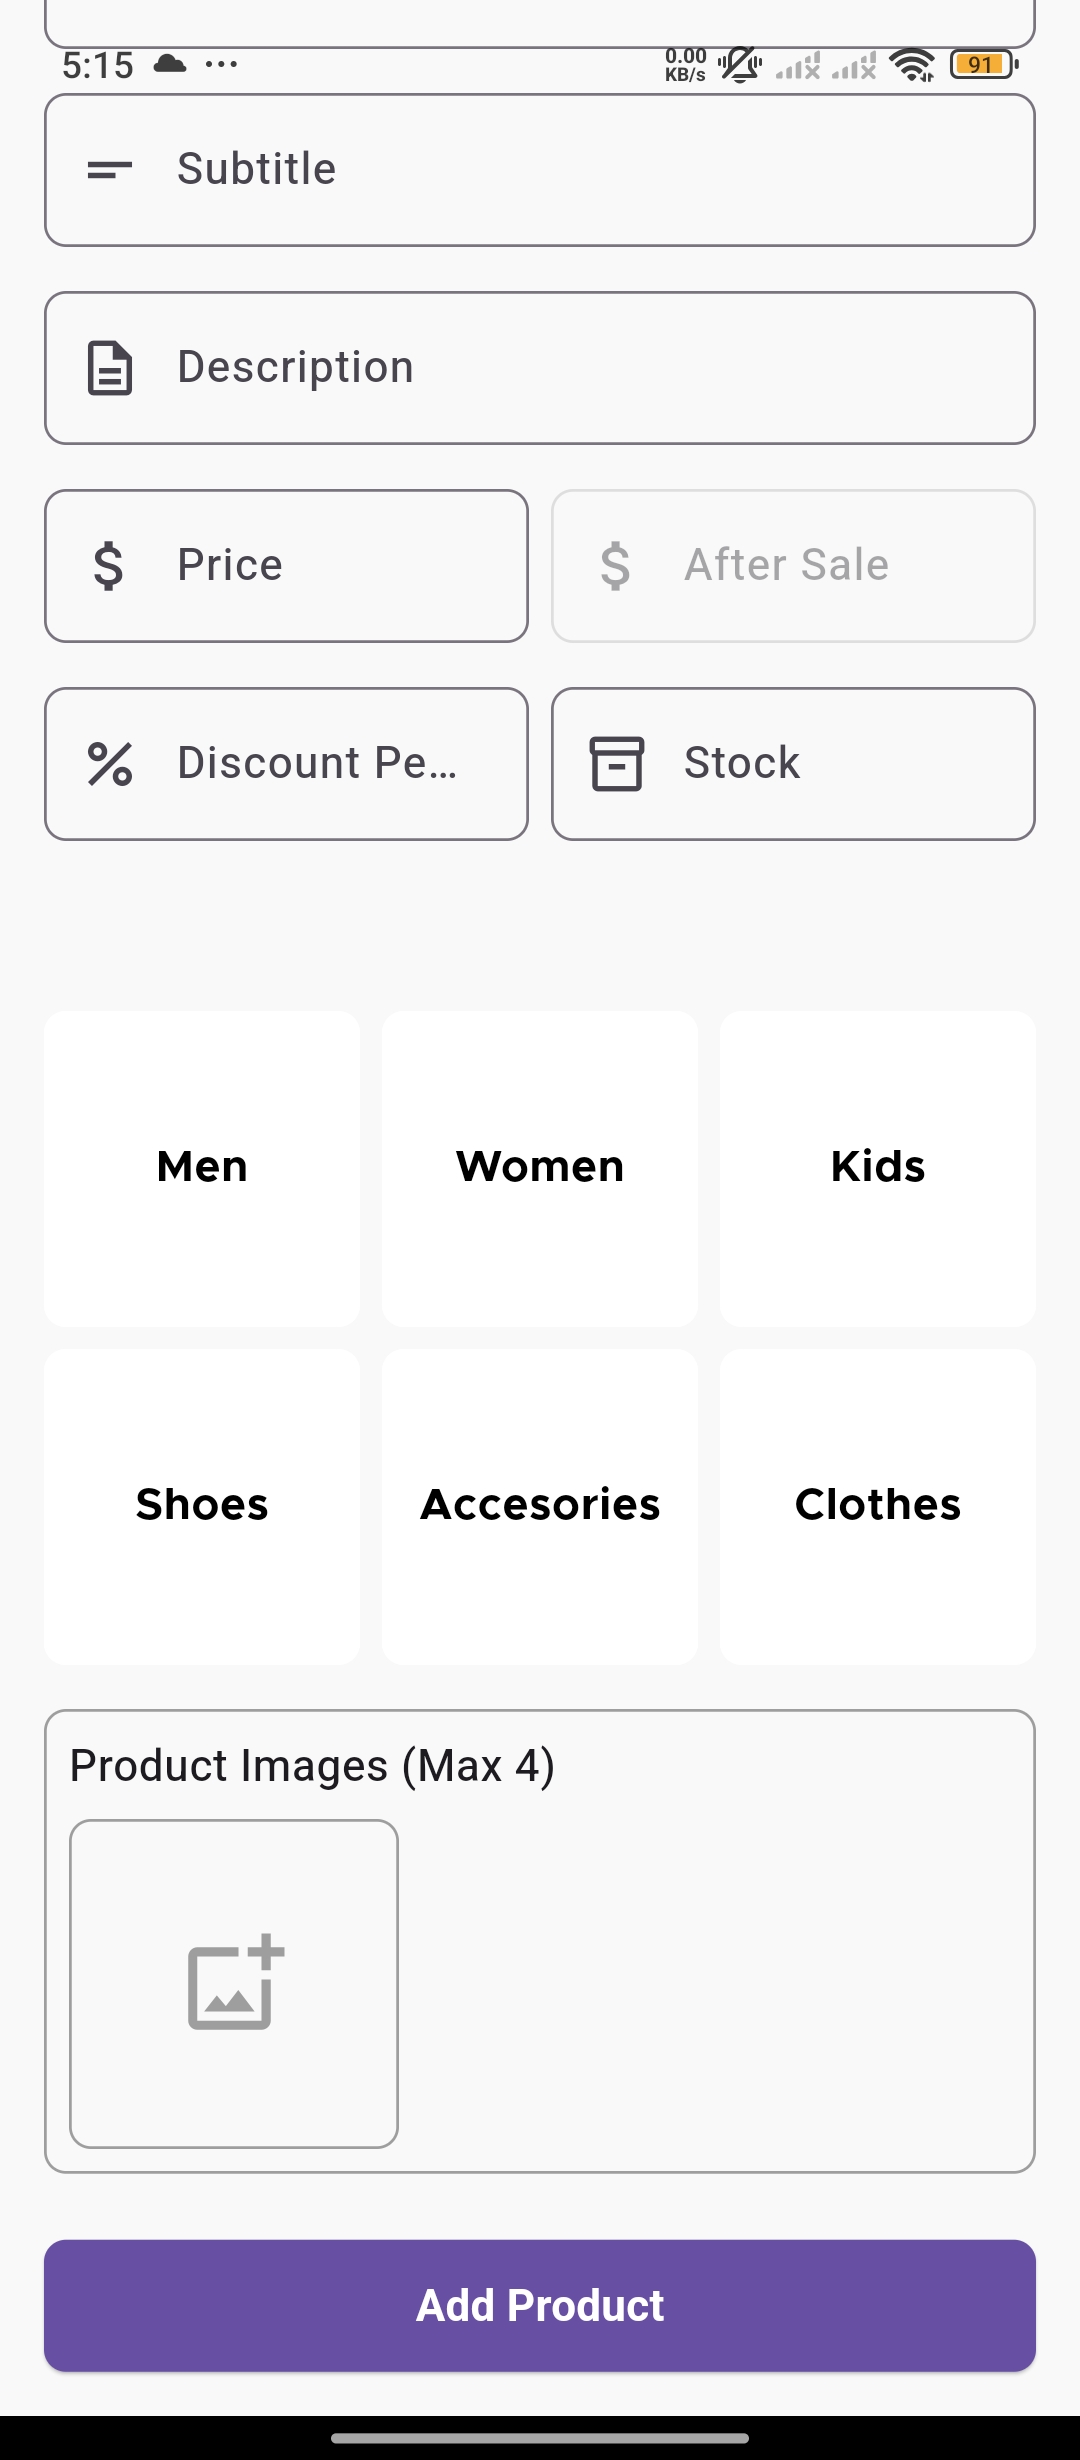 5:15 ... 0.00 KB/s 91
Subtitle
Description
$ Price $ After Sale
% Discount Pe... Stock
Men Women Kids
Shoes Accesories Clothes
Product Images (Max 4)
Add Product